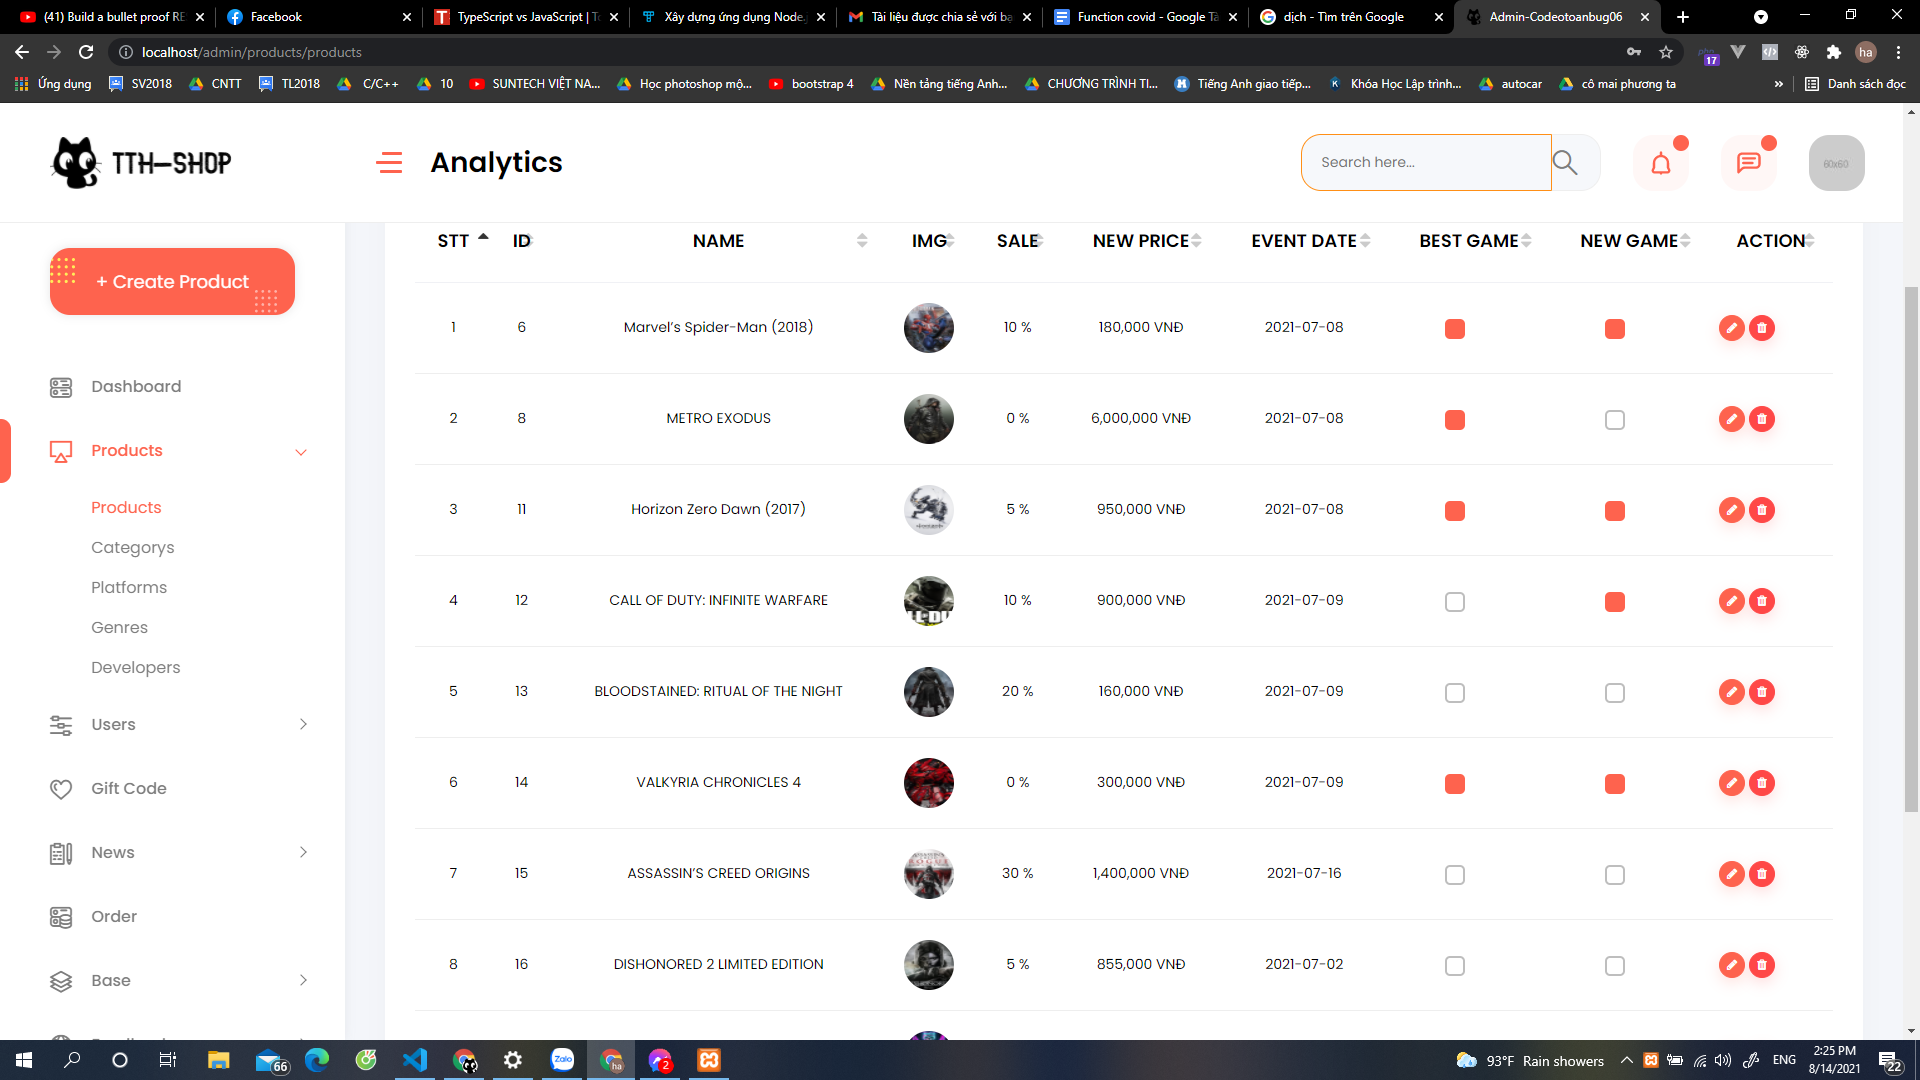 (41) Build a bullet proof RE
Facebook
TypeScript vs JavaScript | To
Xây dựng ứng dụng Node.j
Tài liệu được chia sẻ với bạ
Function covid - Google Tà
dịch - Tìm trên Google
Admin-Codeotoanbug06
localhost/admin/products/products
17
ha
Ứng dụng
SV2018
CNTT
TL2018
C/C++
10
SUNTECH VIỆT NA...
Học photoshop mộ...
bootstrap 4
Nền tảng tiếng Anh...
CHƯƠNG TRÌNH TI...
Tiếng Anh giao tiếp...
Khóa Học Lập trình...
autocar
cô mai phương ta
»
Danh sách đọc
TTH-SHOP
Analytics
Search here...
60x60
+ Create Product
Dashboard
Products
Products
Categorys
Platforms
Genres
Developers
Users
Gift Code
News
Order
Base
STT ID NAME IMG SALE NEW PRICE EVENT DATE BEST GAME NEW GAME ACTION
1 6 Marvel's Spider-Man (2018) 10 % 180,000 VNĐ 2021-07-08
2 8 METRO EXODUS 0 % 6,000,000 VNĐ 2021-07-08
3 11 Horizon Zero Dawn (2017) 5 % 950,000 VNĐ 2021-07-08
4 12 CALL OF DUTY: INFINITE WARFARE 10 % 900,000 VNĐ 2021-07-09
5 13 BLOODSTAINED: RITUAL OF THE NIGHT 20 % 160,000 VNĐ 2021-07-09
6 14 VALKYRIA CHRONICLES 4 0 % 300,000 VNĐ 2021-07-09
7 15 ASSASSIN'S CREED ORIGINS 30 % 1,400,000 VNĐ 2021-07-16
8 16 DISHONORED 2 LIMITED EDITION 5 % 855,000 VNĐ 2021-07-02
66
Zalo
ha
2
93°F Rain showers
ENG
2:25 PM
8/14/2021
22